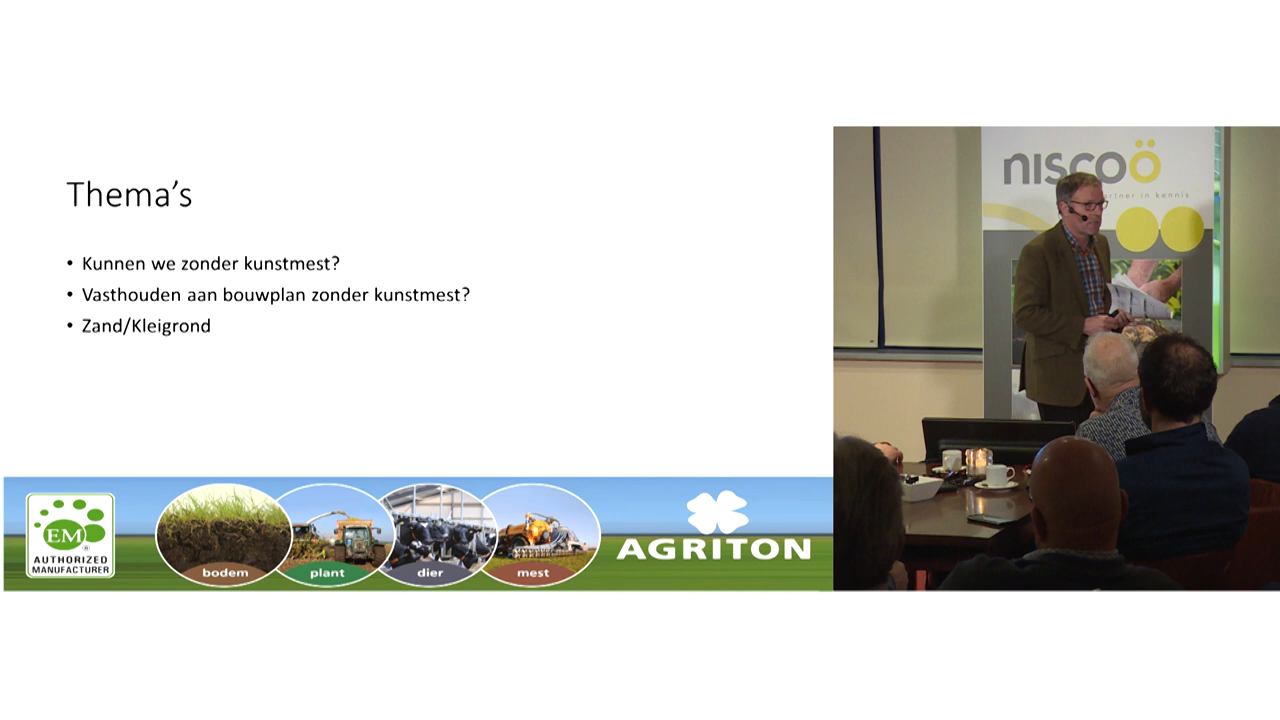 Thema’s
• Kunnen we zonder kunstmest?
• Vasthouden aan bouwplan zonder kunstmest?
• Zand/Kleigrond
EM®
AUTHORIZED
MANUFACTURER
bodem
plant
dier
mest
AGRITON
niscoö
in kennis